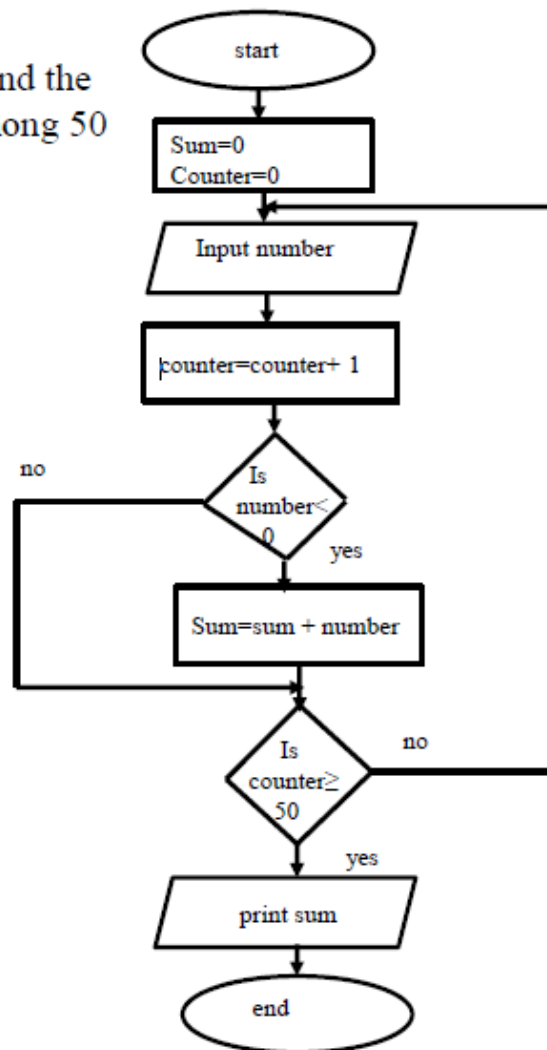 start
nd the
ong 50
Sum=0
Counter=0
Input number
counter=counter+ 1
no
Is
number<
0
yes
Sum=sum + number
Is
counter≥
50
no
yes
print sum
end